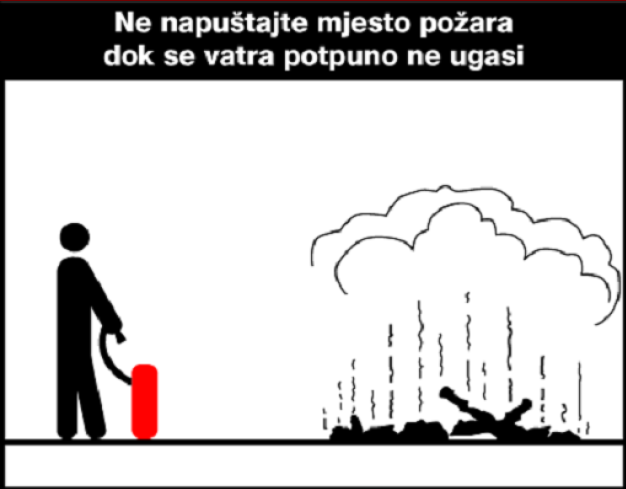 Ne napuštajte mjesto požara
dok se vatra potpuno ne ugasi